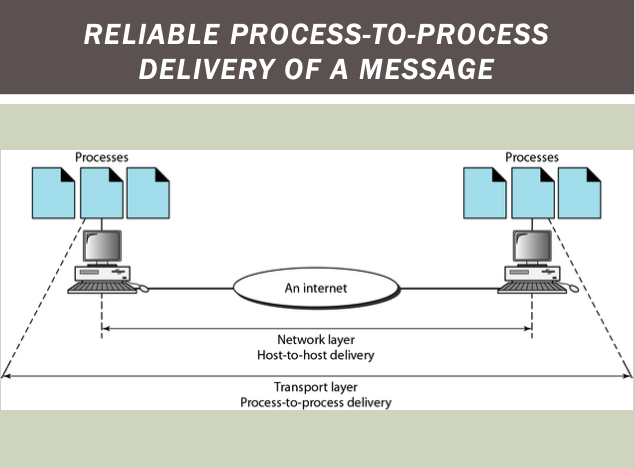 RELIABLE PROCESS-TO-PROCESS
DELIVERY OF A MESSAGE
Processes
Processes
An internet
Network layer
Host-to-host delivery
Transport layer
Process-to-process delivery